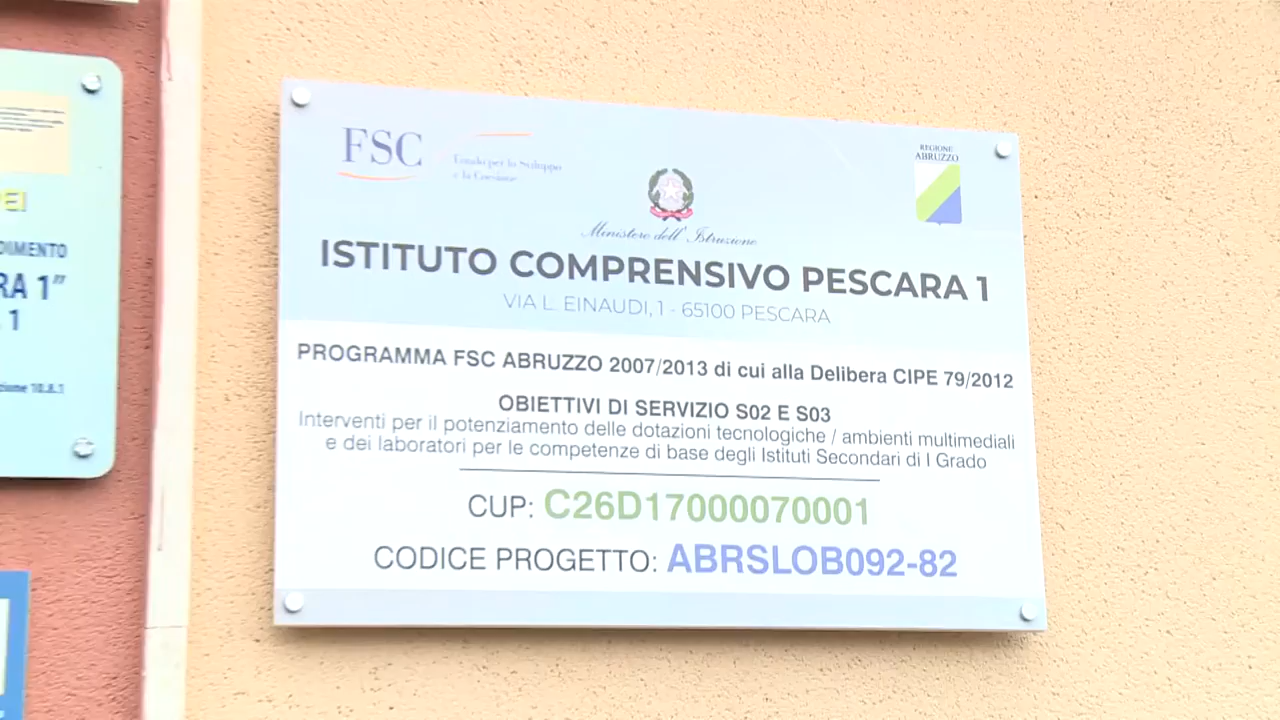 FSC
Fondo per lo Sviluppo
e la Coesione
REGIONE
ABRUZZO
Ministero dell'Istruzione
ISTITUTO COMPRENSIVO PESCARA 1
VIA L. EINAUDI, 1 - 65100 PESCARA
PROGRAMMA FSC ABRUZZO 2007/2013 di cui alla Delibera CIPE 79/2012
OBIETTIVI DI SERVIZIO S02 E S03
Interventi per il potenziamento delle dotazioni tecnologiche / ambienti multimediali
e dei laboratori per le competenze di base degli Istituti Secondari di I Grado
CUP: C26D17000070001
CODICE PROGETTO: ABRSLOB092-82
PEI
DIMENTO
RA 1”
1
zione 10.8.1